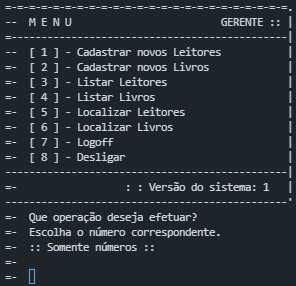 =-=-=-=-=-=-=-=-=-=-=-=-=-=-=-=-=-=-=-=-=-.
--  M E N U                    GERENTE :: |
=-----------------------------------------|
--  [ 1 ] - Cadastrar novos Leitores      |
=-  [ 2 ] - Cadastrar novos Livros        |
=-  [ 3 ] - Listar Leitores               |
=-  [ 4 ] - Listar Livros                 |
=-  [ 5 ] - Localizar Leitores            |
=-  [ 6 ] - Localizar Livros              |
=-  [ 7 ] - Logoff                        |
=-  [ 8 ] - Desligar                      |
------------------------------------------|
=-                : : Versão do sistema: 1   |
------------------------------------------'
=-  Que operação deseja efetuar?
=-  Escolha o número correspondente.
=-  :: Somente números ::
=-
=-